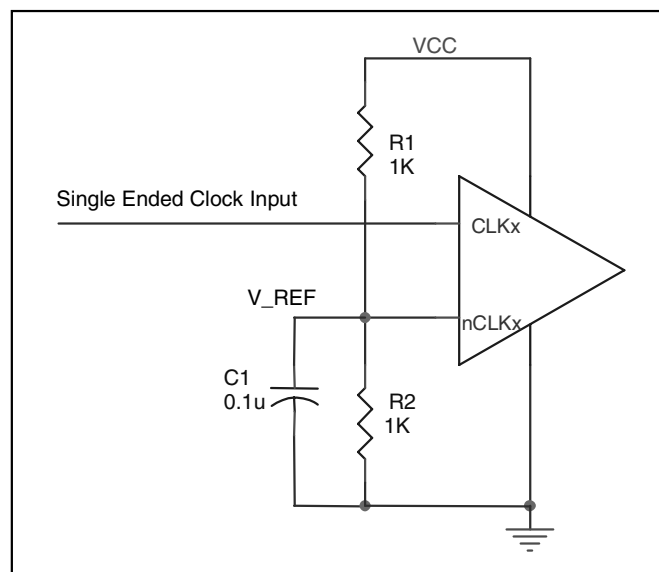 VCC
R1
1K
Single Ended Clock Input
CLKx
V_REF
nCLKx
C1
0.1u
R2
1K